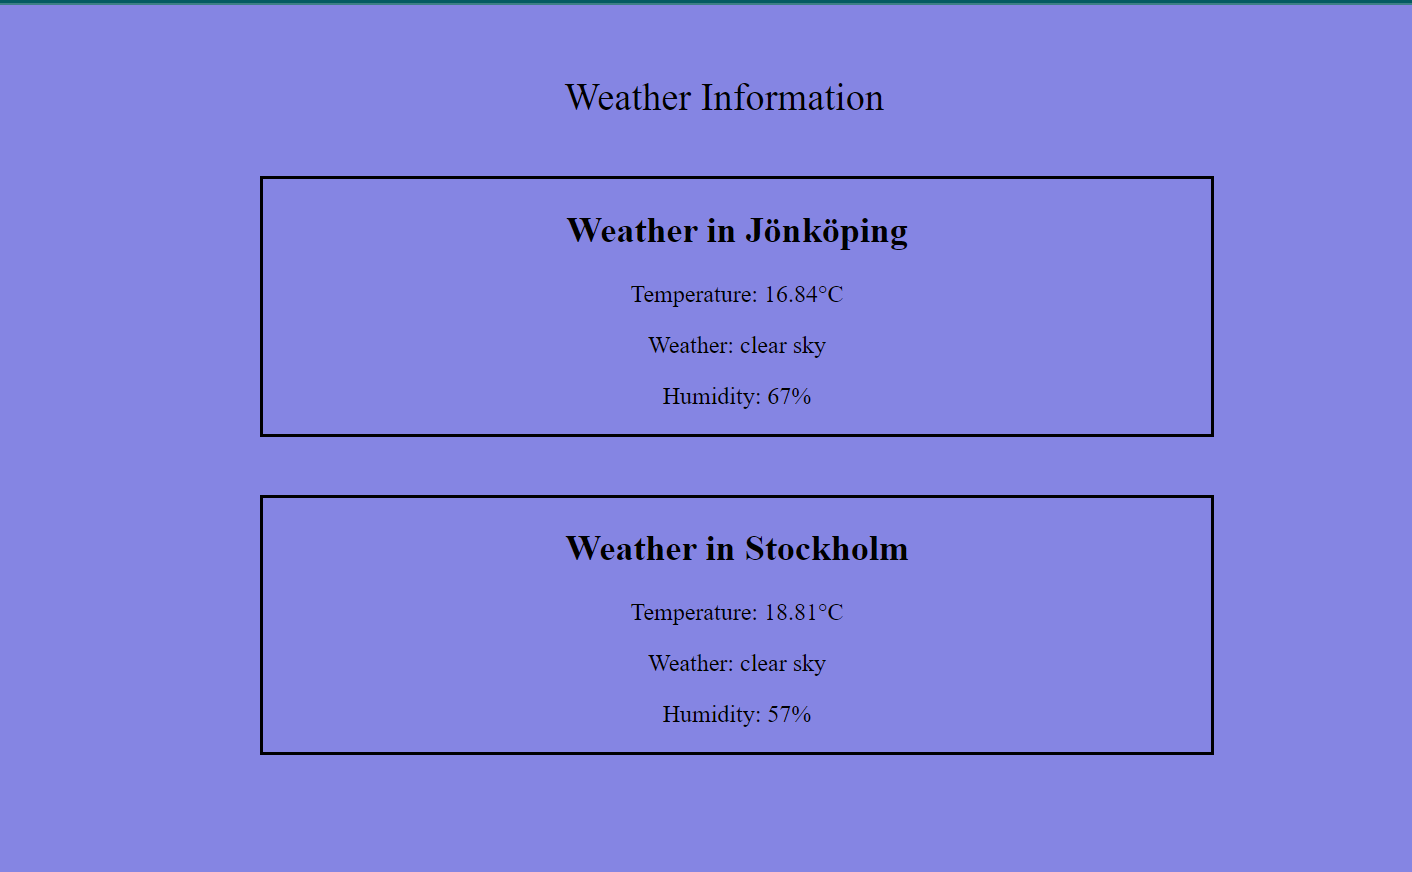 Weather Information
Weather in Jönköping
Temperature: 16.84°C
Weather: clear sky
Humidity: 67%
Weather in Stockholm
Temperature: 18.81°C
Weather: clear sky
Humidity: 57%